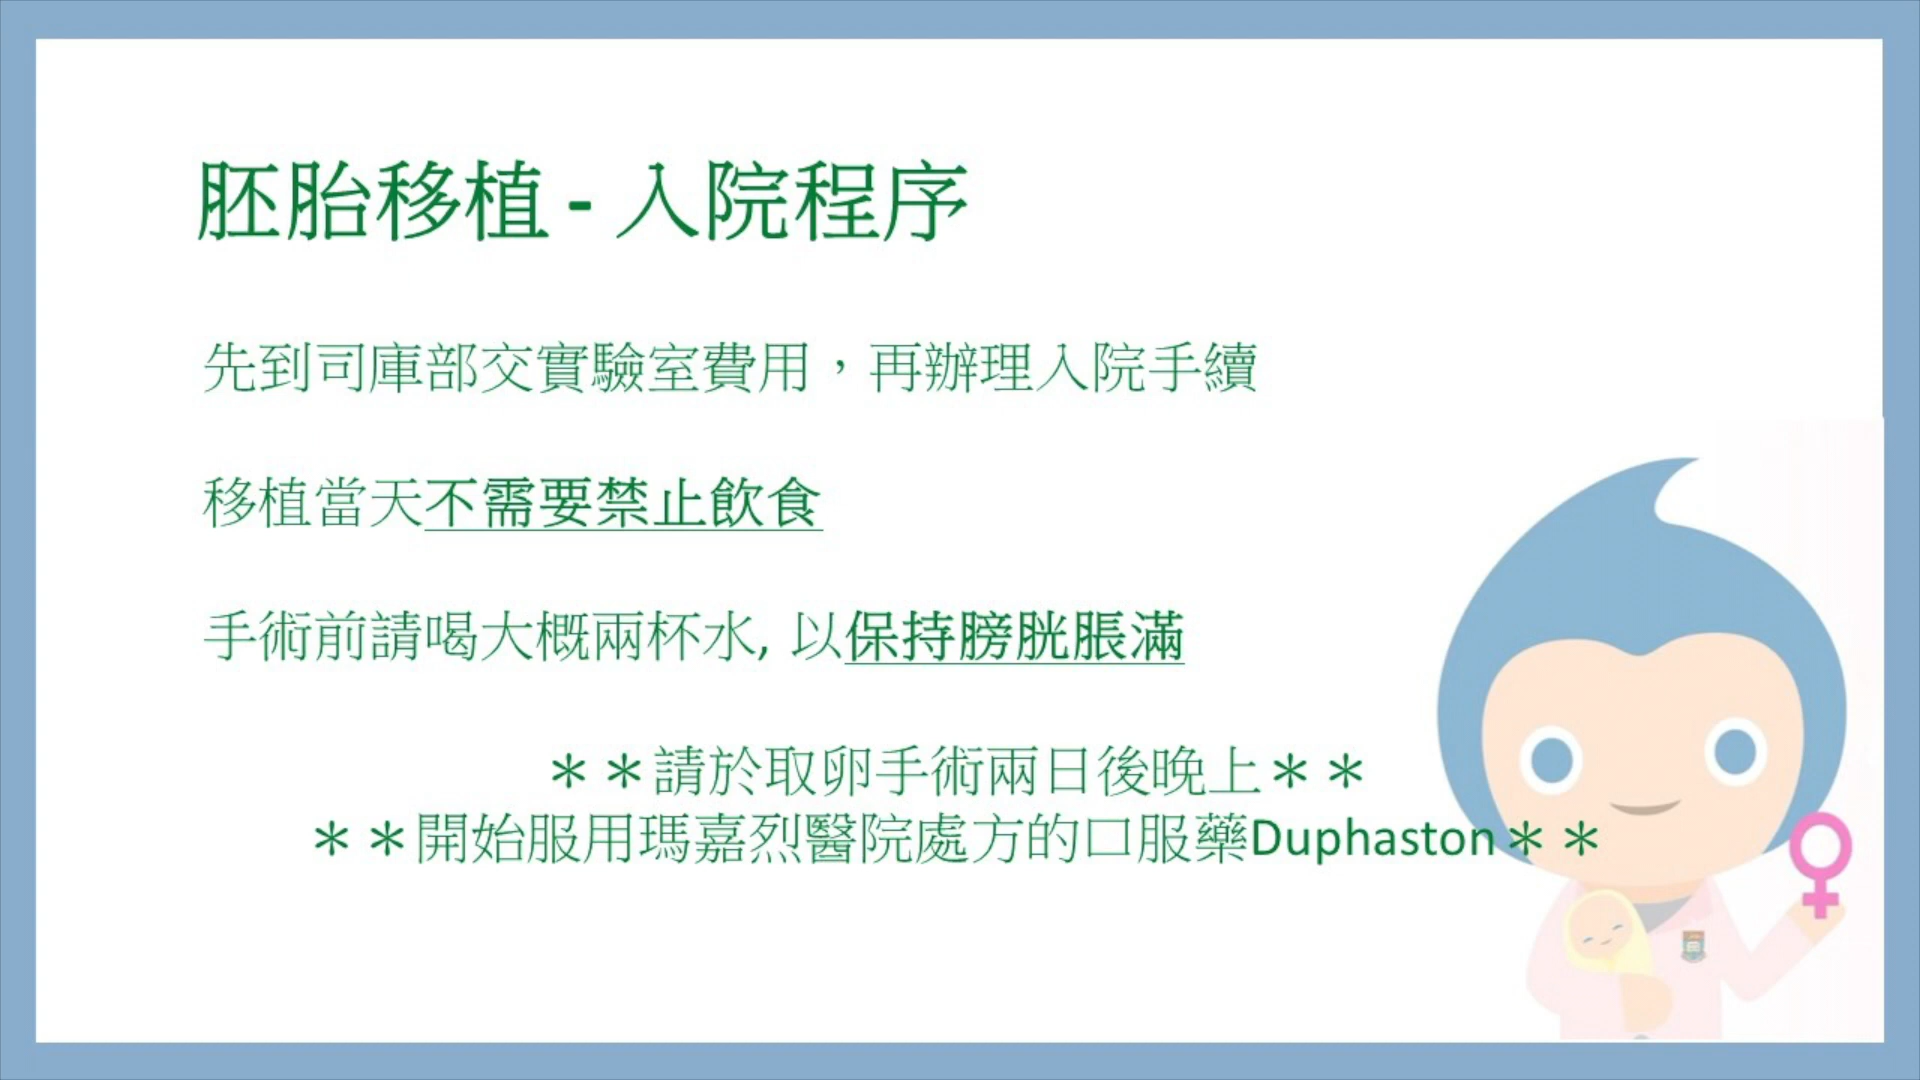 胚胎移植 - 入院程序
先到司庫部交實驗室費用，再辦理入院手續
移植當天不需要禁止飲食
手術前請喝大概兩杯水, 以保持膀胱脹滿
＊＊請於取卵手術兩日後晚上＊＊
＊＊開始服用瑪嘉烈醫院處方的口服藥Duphaston＊＊